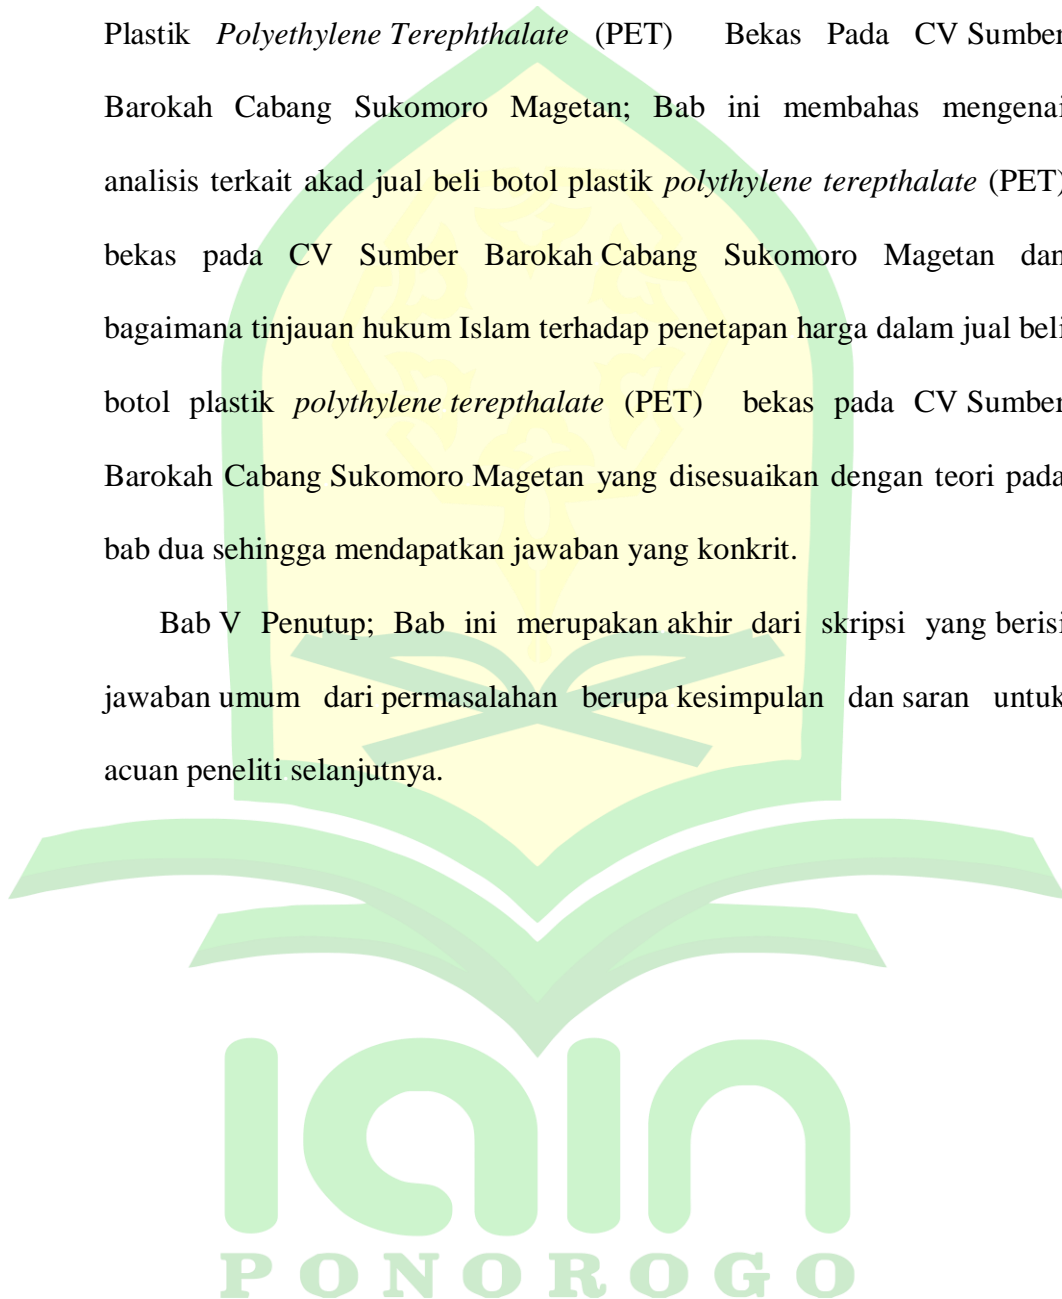 Plastik Polyethylene Terephthalate (PET) Bekas Pada CV Sumber
Barokah Cabang Sukomoro Magetan; Bab ini membahas mengenai
analisis terkait akad jual beli botol plastik polythylene terepthalate (PET)
bekas pada CV Sumber Barokah Cabang Sukomoro Magetan dan
bagaimana tinjauan hukum Islam terhadap penetapan harga dalam jual beli
botol plastik polythylene terepthalate (PET) bekas pada CV Sumber
Barokah Cabang Sukomoro Magetan yang disesuaikan dengan teori pada
bab dua sehingga mendapatkan jawaban yang konkrit.
Bab V Penutup; Bab ini merupakan akhir dari skripsi yang berisi
jawaban umum dari permasalahan berupa kesimpulan dan saran untuk
acuan peneliti selanjutnya.
iain
PONOROGO